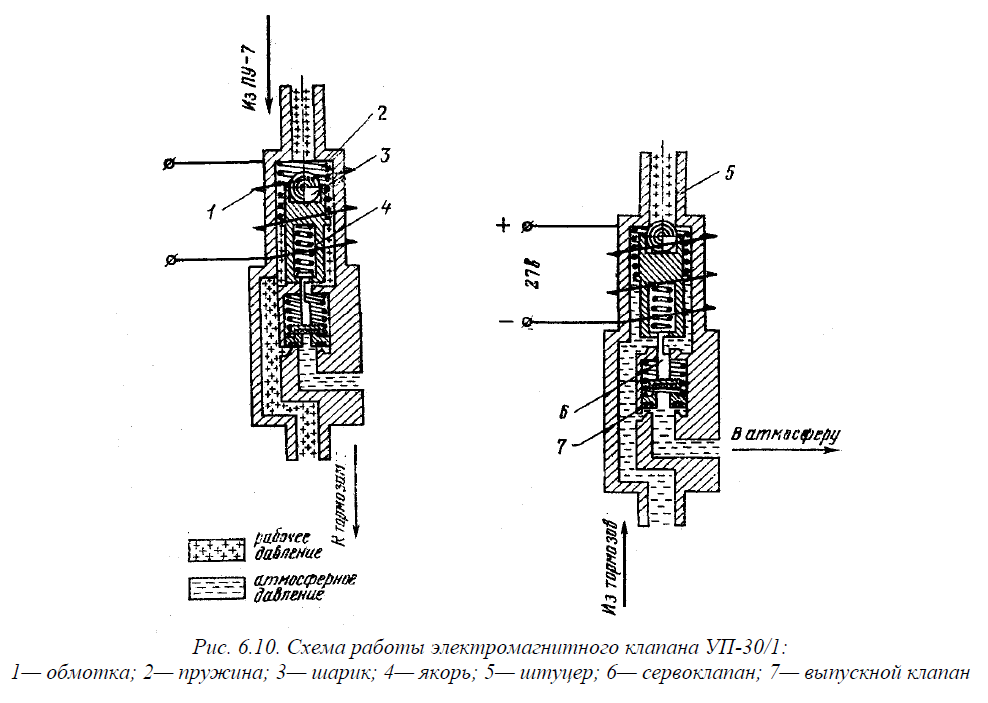 Из ПУ-7
2
3
1
4
К тормозам
рабочее
давление
атмосферное
давление
5
+
27В
-
6
7
В атмосферу
Из тормозов
Рис. 6.10. Схема работы электромагнитного клапана УП-30/1:
1— обмотка; 2— пружина; 3— шарик; 4— якорь; 5— штуцер; 6— сервоклапан; 7— выпускной клапан